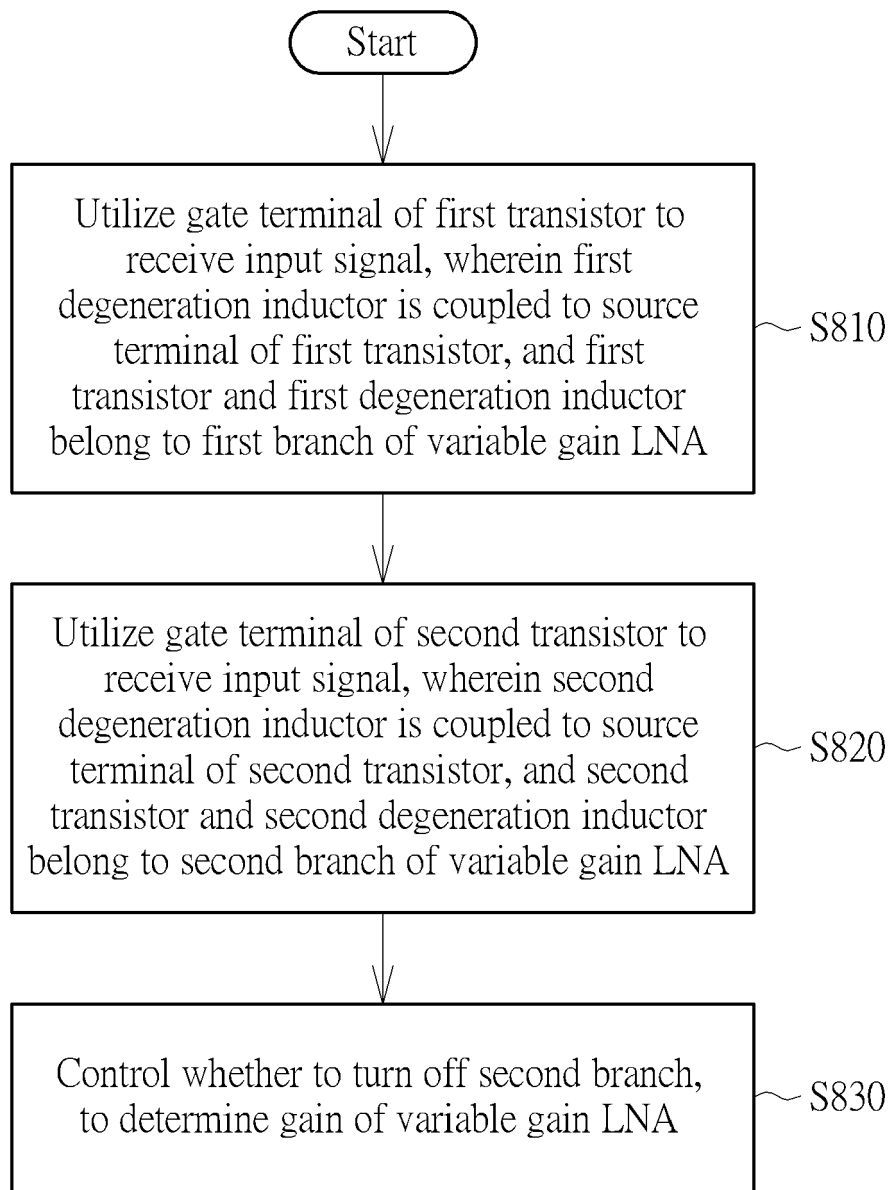 Start
Utilize gate terminal of first transistor to
receive input signal, wherein first
degeneration inductor is coupled to source
terminal of first transistor, and first
transistor and first degeneration inductor
belong to first branch of variable gain LNA
S810
Utilize gate terminal of second transistor to
receive input signal, wherein second
degeneration inductor is coupled to source
terminal of second transistor, and second
transistor and second degeneration inductor
belong to second branch of variable gain LNA
S820
Control whether to turn off second branch,
to determine gain of variable gain LNA
S830